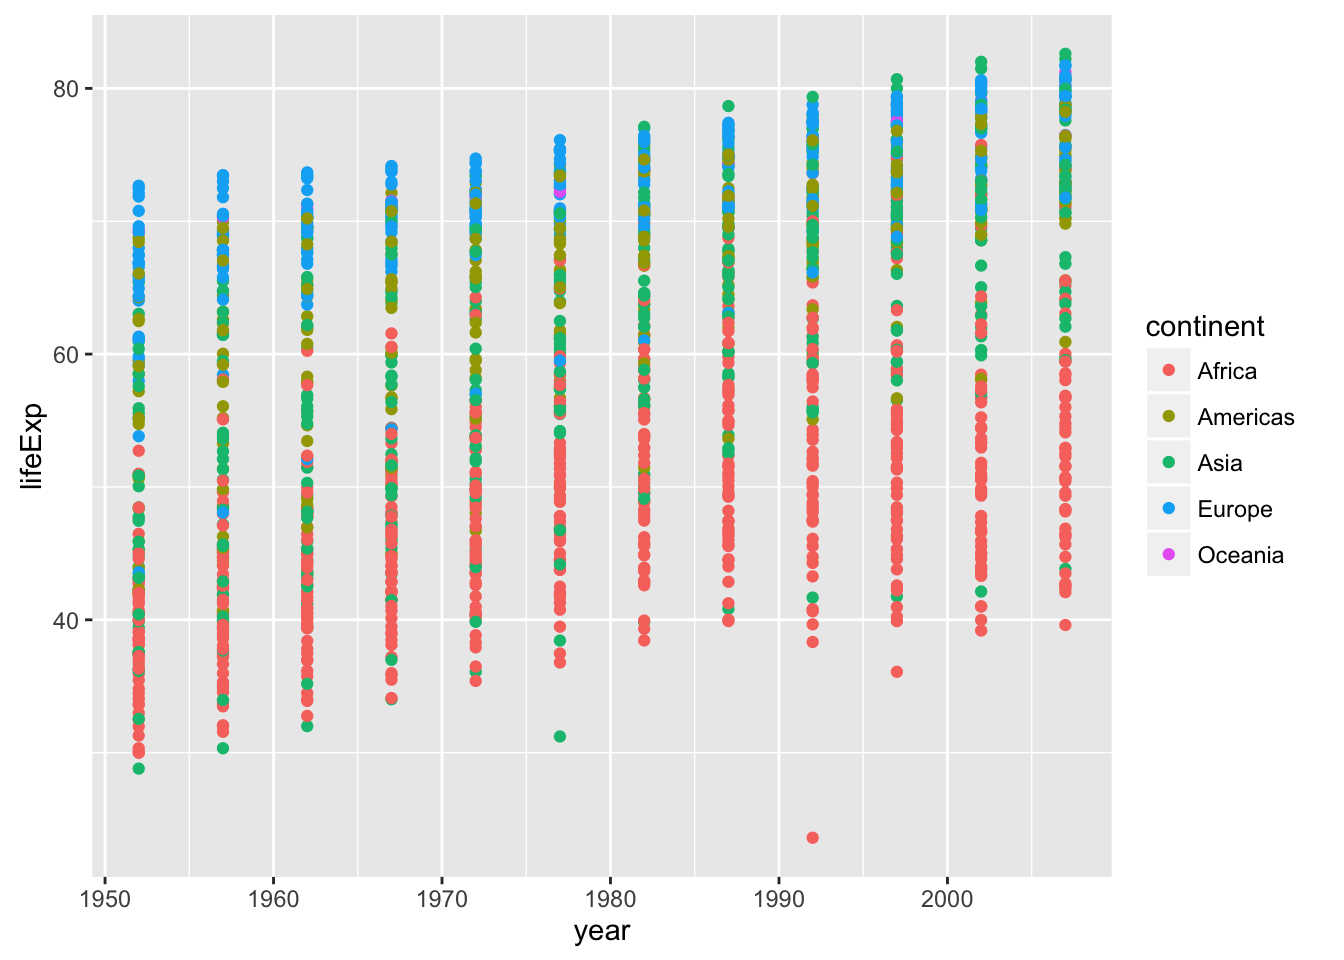 80
60
40
lifeExp
1950 1960 1970 1980 1990 2000
year
continent
Africa
Americas
Asia
Europe
Oceania